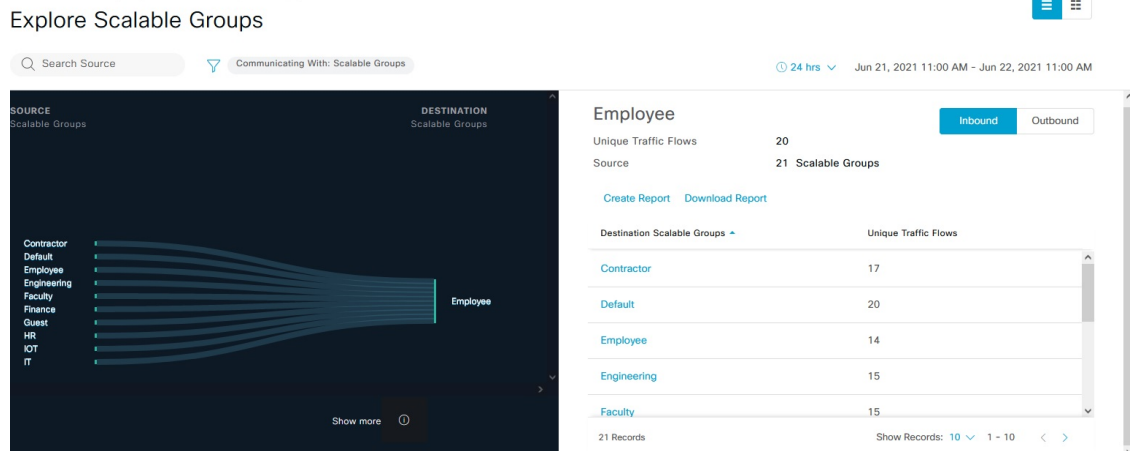 Explore Scalable Groups
Search Source
Communicating With: Scalable Groups
24 hrs
Jun 21, 2021 11:00 AM - Jun 22, 2021 11:00 AM
SOURCE
Scalable Groups
DESTINATION
Scalable Groups
Contractor
Default
Employee
Engineering
Faculty
Finance
Guest
HR
IOT
IT
Employee
Show more
Employee
Inbound
Outbound
Unique Traffic Flows 20
Source 21 Scalable Groups
Create Report Download Report
Destination Scalable Groups Unique Traffic Flows
Contractor 17
Default 20
Employee 14
Engineering 15
Faculty 15
21 Records
Show Records: 10 1 - 10